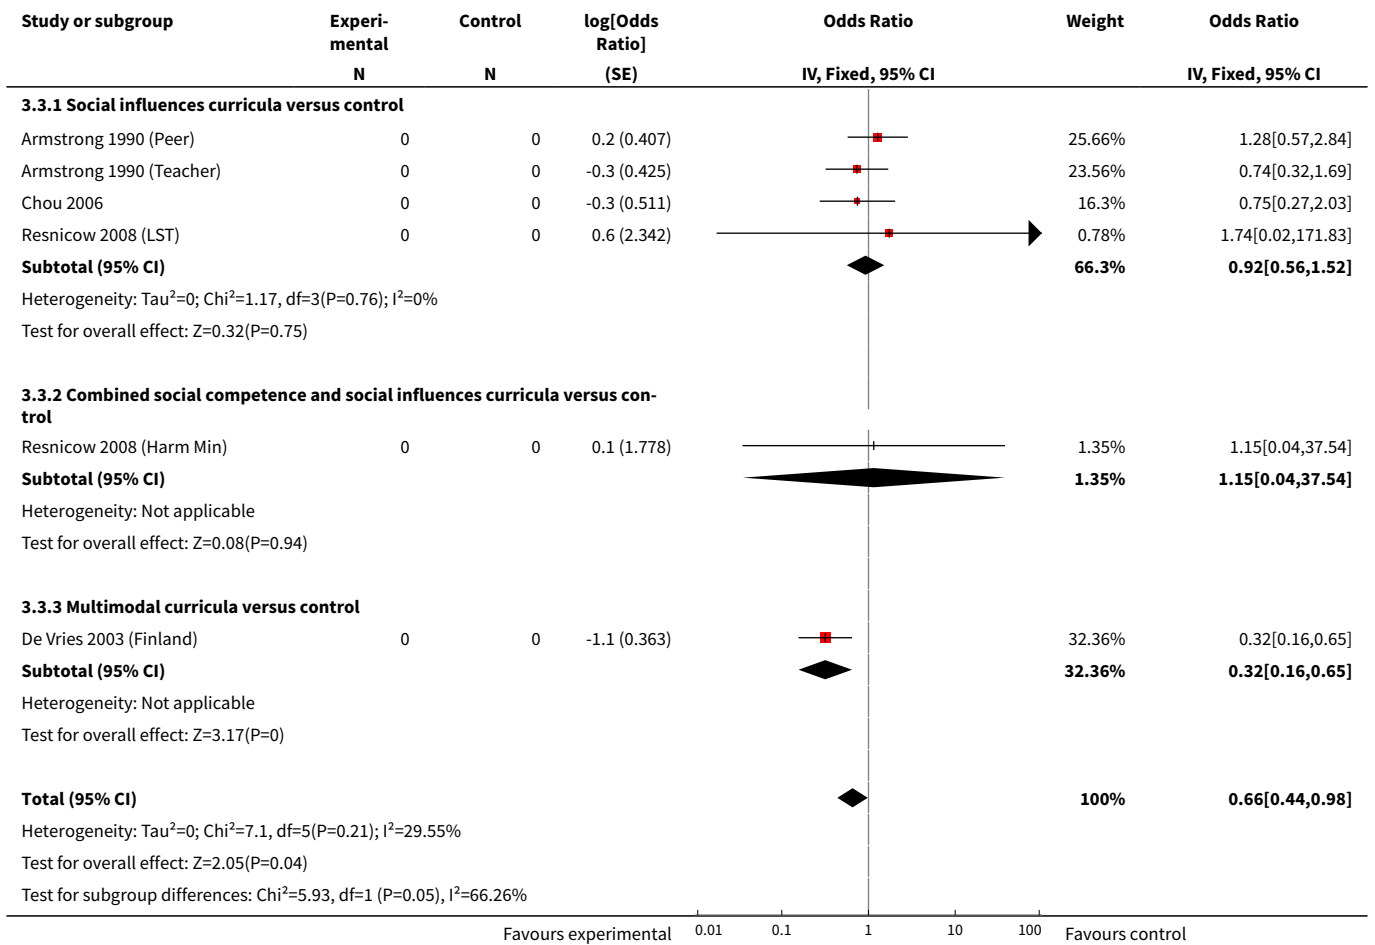 Study or subgroup Experi- Control log[Odds Odds Ratio Weight Odds Ratio
mental Ratio]
N N (SE) IV, Fixed, 95% CI IV, Fixed, 95% CI
3.3.1 Social influences curricula versus control
Armstrong 1990 (Peer) 0 0 0.2 (0.407) 25.66% 1.28[0.57,2.84]
Armstrong 1990 (Teacher) 0 0 -0.3 (0.425) 23.56% 0.74[0.32,1.69]
Chou 2006 0 0 -0.3 (0.511) 16.3% 0.75[0.27,2.03]
Resnicow 2008 (LST) 0 0 0.6 (2.342) 0.78% 1.74[0.02,171.83]
Subtotal (95% CI) 66.3% 0.92[0.56,1.52]
Heterogeneity: Tau²=0; Chi²=1.17, df=3(P=0.76); I²=0%
Test for overall effect: Z=0.32(P=0.75)
3.3.2 Combined social competence and social influences curricula versus con-
trol
Resnicow 2008 (Harm Min) 0 0 0.1 (1.778) 1.35% 1.15[0.04,37.54]
Subtotal (95% CI) 1.35% 1.15[0.04,37.54]
Heterogeneity: Not applicable
Test for overall effect: Z=0.08(P=0.94)
3.3.3 Multimodal curricula versus control
De Vries 2003 (Finland) 0 0 -1.1 (0.363) 32.36% 0.32[0.16,0.65]
Subtotal (95% CI) 32.36% 0.32[0.16,0.65]
Heterogeneity: Not applicable
Test for overall effect: Z=3.17(P=0)
Total (95% CI) 100% 0.66[0.44,0.98]
Heterogeneity: Tau²=0; Chi²=7.1, df=5(P=0.21); I²=29.55%
Test for overall effect: Z=2.05(P=0.04)
Test for subgroup differences: Chi²=5.93, df=1 (P=0.05), I²=66.26%
Favours experimental 0.01 0.1 1 10 100 Favours control